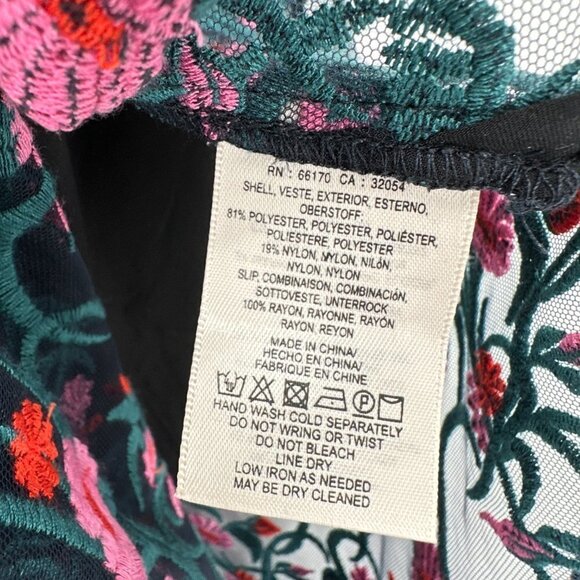 RN : 66170 CA : 32054
SHELL, VESTE, EXTERIOR, ESTERNO,
OBERSTOFF:
81% POLYESTER, POLYESTER, POLIÉSTER,
POLIESTERE, POLYESTER
19% NYLON, NYLON, NILÓN,
NYLON, NYLON
SLIP, COMBINAISON, COMBINACIÓN,
SOTTOVESTE, UNTERROCK
100% RAYON, RAYONNE, RAYÓN
RAYON, REYON
MADE IN CHINA/
HECHO EN CHINA/
FABRIQUE EN CHINE
HAND WASH COLD SEPARATELY
DO NOT WRING OR TWIST
DO NOT BLEACH
LINE DRY
LOW IRON AS NEEDED
MAY BE DRY CLEANED